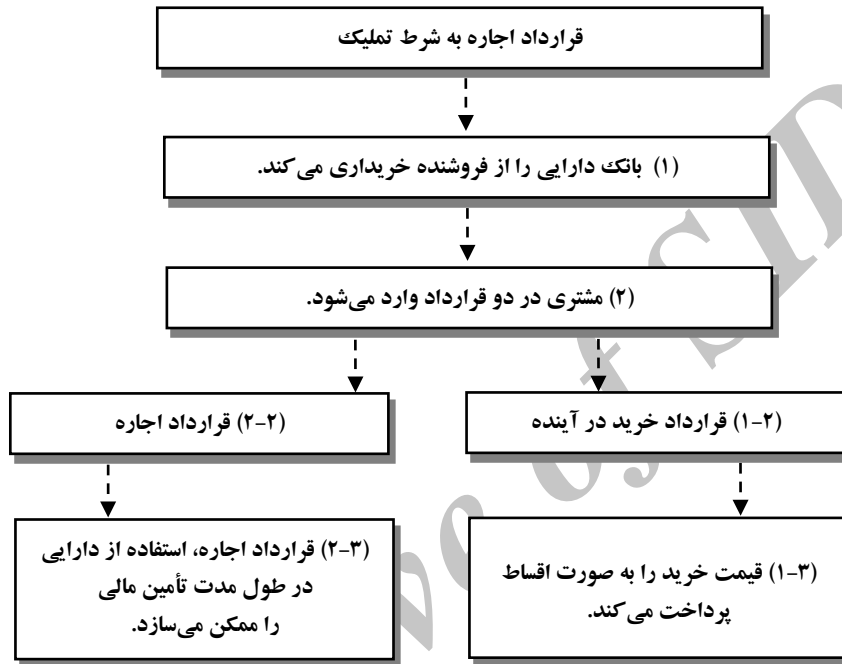 قرارداد اجاره به شرط تملیک
(۱) بانک دارایی را از فروشنده خریداری می‌کند.
(۲) مشتری در دو قرارداد وارد می‌شود.
(۱-۲) قرارداد خرید در آینده
(۲-۲) قرارداد اجاره
(۱-۳) قیمت خرید را به صورت اقساط
پرداخت می‌کند.
(۲-۳) قرارداد اجاره، استفاده از دارایی
در طول مدت تأمین مالی
را ممکن می‌سازد.
ve of SID